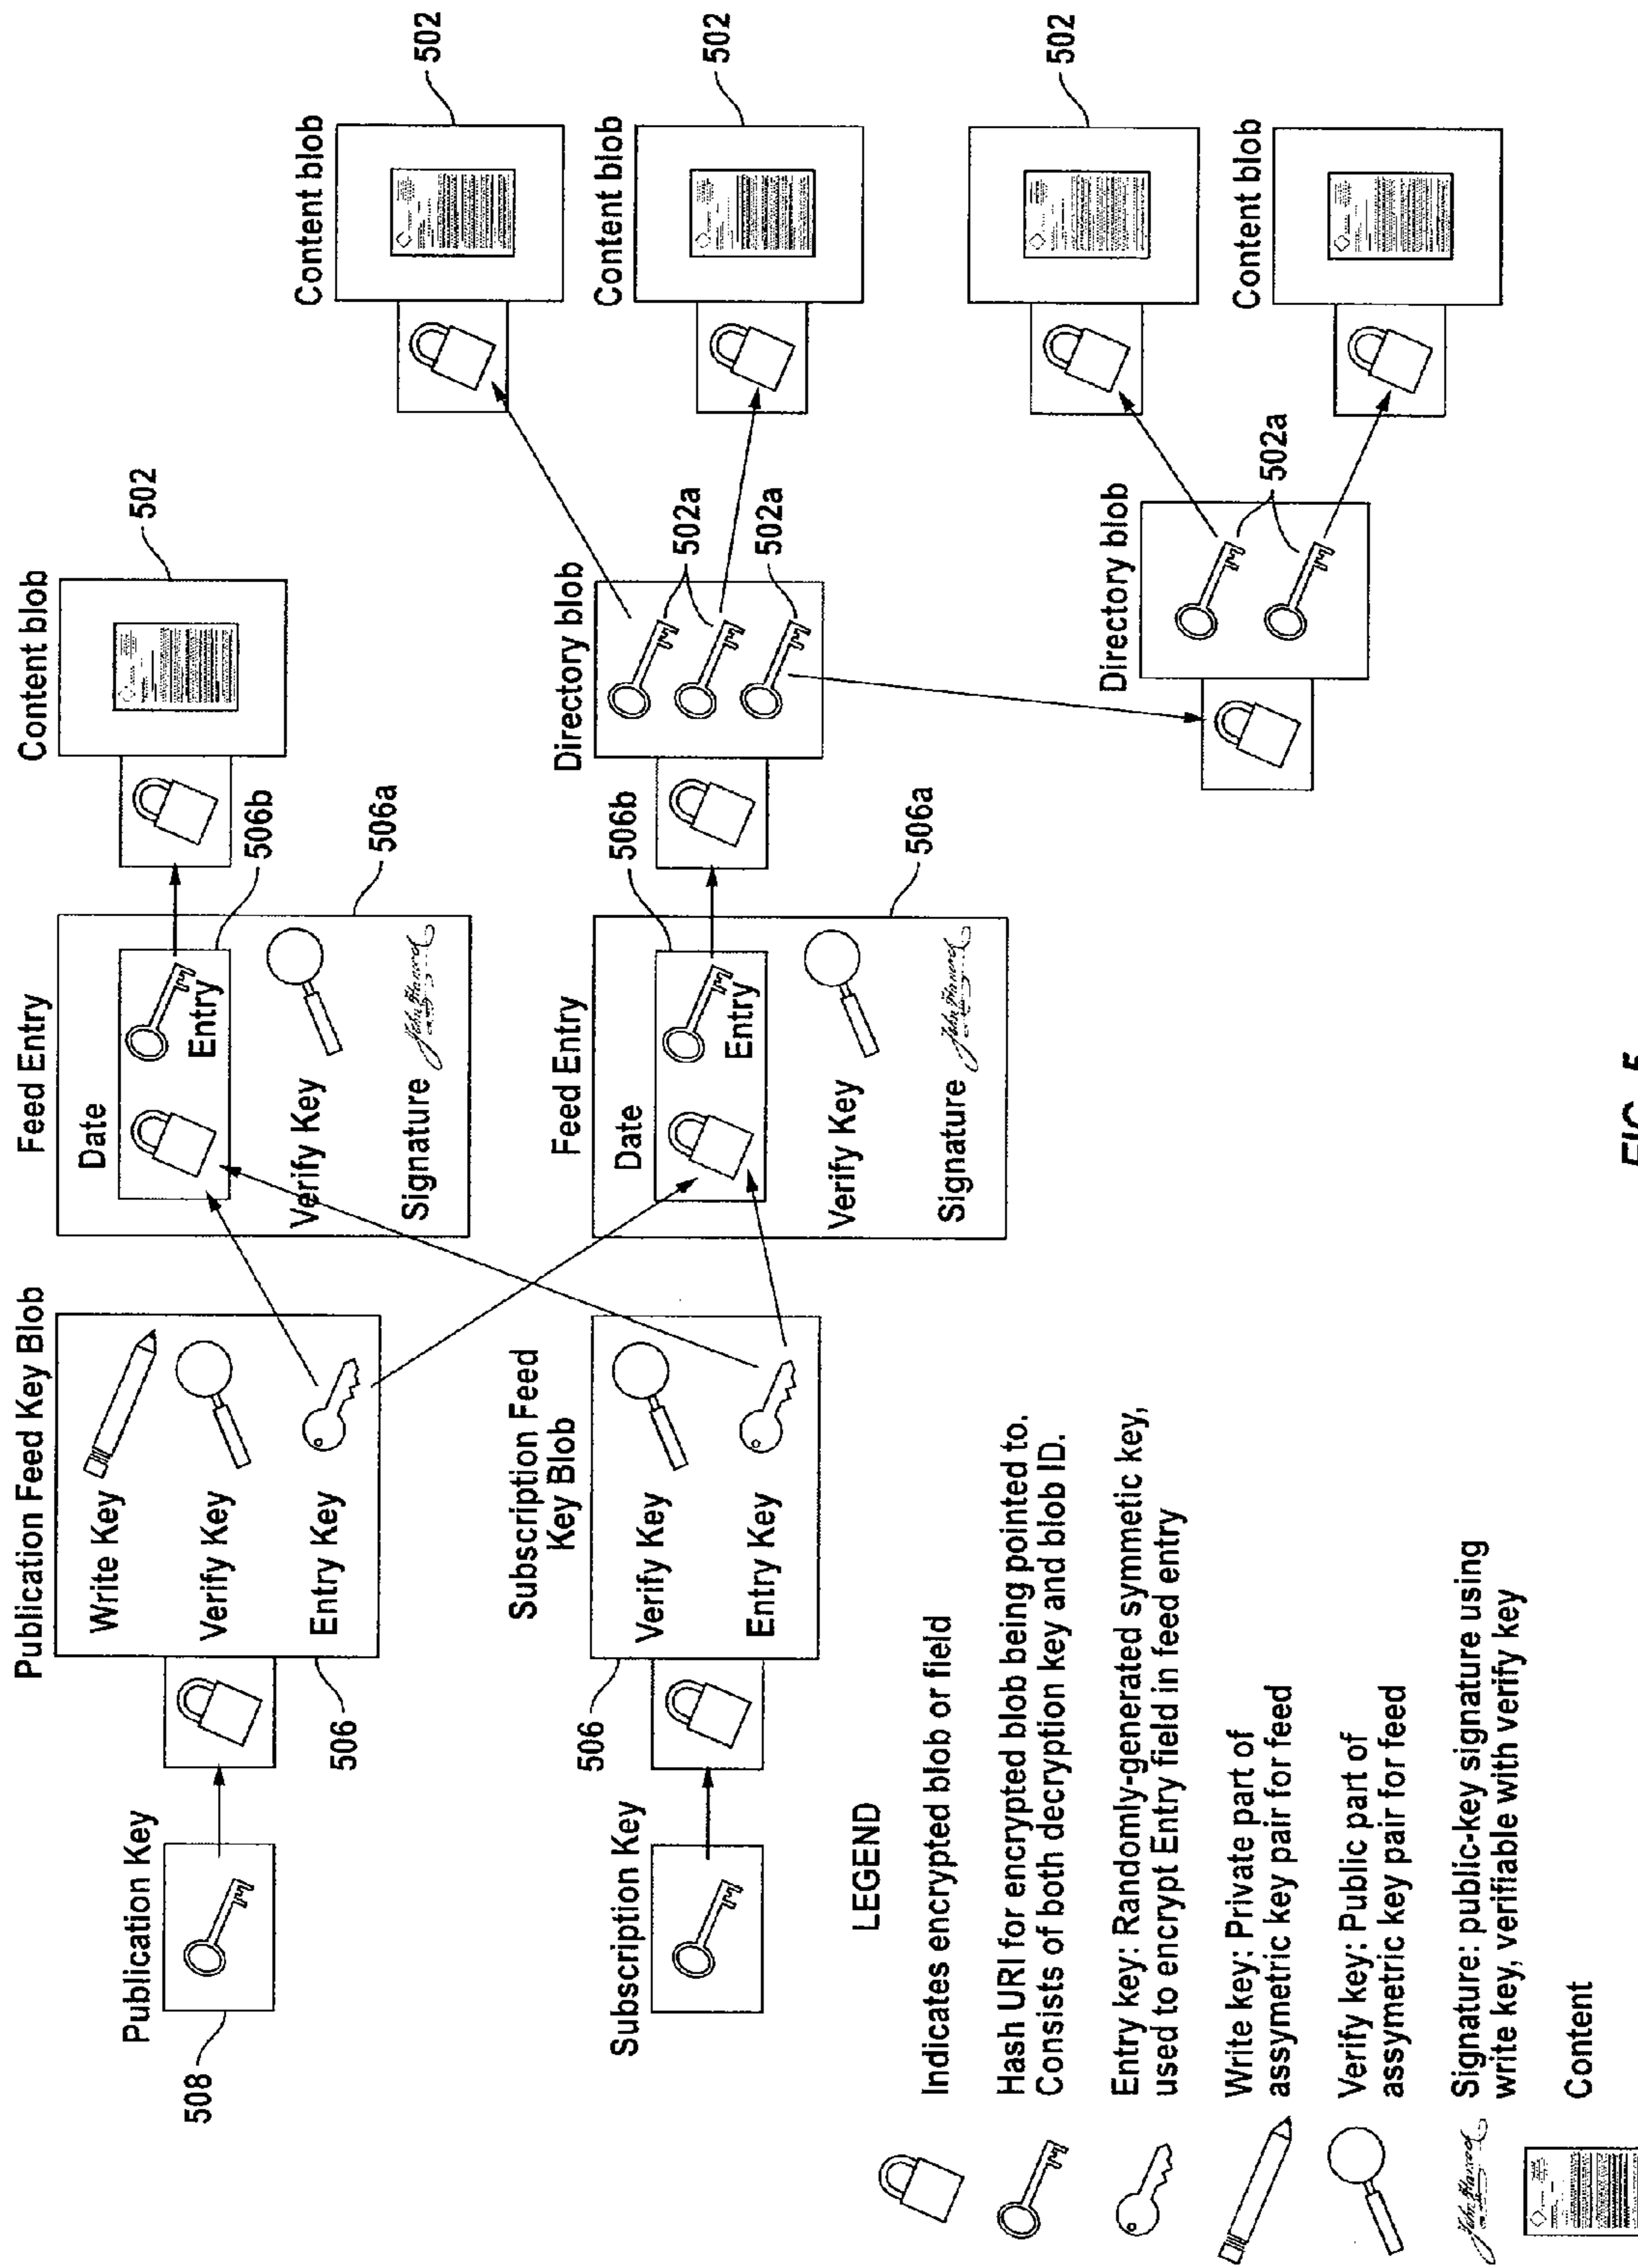 Publication Key
508
Publication Feed Key Blob
Write Key
Verify Key
Entry Key
506
Feed Entry
Date
Entry
Verify Key
Signature
506b
506a
Content blob
502
Subscription Key
Subscription Feed
Key Blob
Verify Key
Entry Key
506
Feed Entry
Date
Entry
Verify Key
Signature
506b
506a
Directory blob
502a
502a
Content blob
502
Content blob
502
Directory blob
502a
502
Content blob
LEGEND
Indicates encrypted blob or field
Hash URI for encrypted blob being pointed to.
Consists of both decryption key and blob ID.
Entry key: Randomly-generated symmetic key,
used to encrypt Entry field in feed entry
Write key: Private part of
assymetric key pair for feed
Verify key: Public part of
assymetric key pair for feed
Signature: public-key signature using
write key, verifiable with verify key
Content